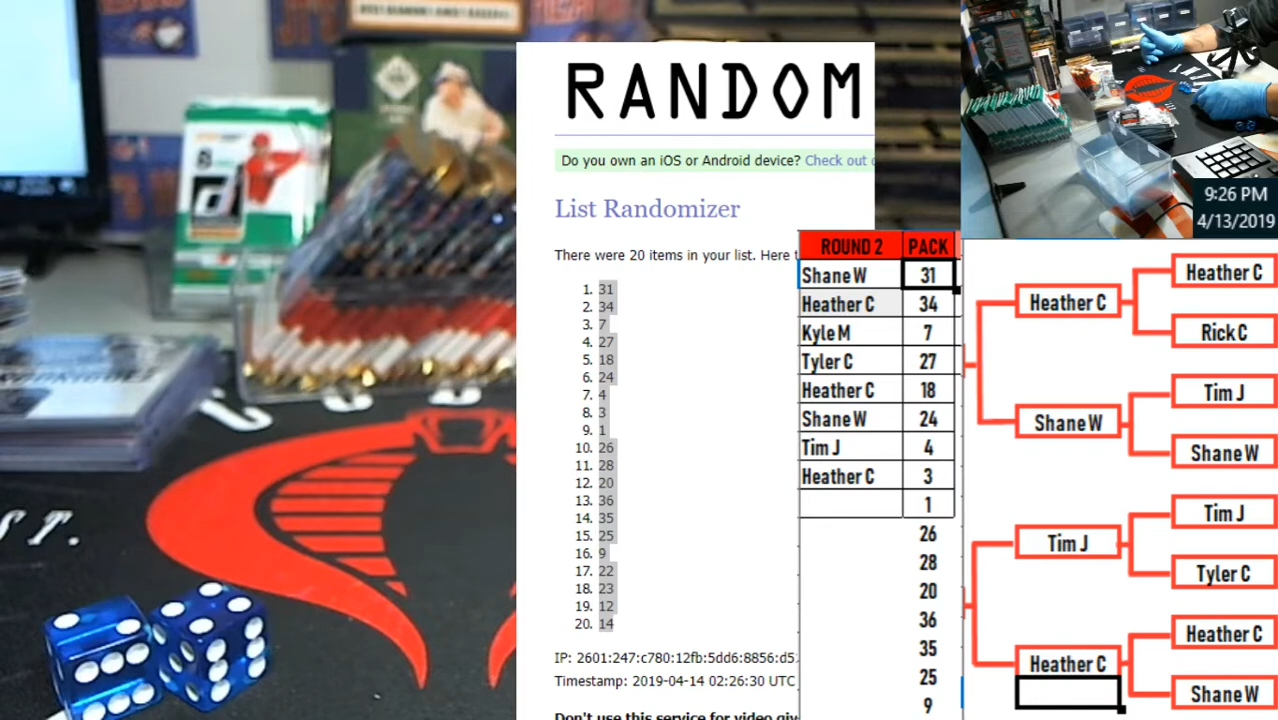 RANDOM
Do you own an iOS or Android device? Check out
List Randomizer
There were 20 items in your list. Here
1. 31
2. 34
3. 7
4. 27
5. 18
6. 24
7. 4
8. 3
9. 1
10. 26
11. 28
12. 20
13. 36
14. 35
15. 25
16. 9
17. 22
18. 23
19. 12
20. 14
IP: 2601:247:c780:12fb:5dd6:8856:d5
Timestamp: 2019-04-14 02:26:30 UTC
Don't use this service for video
ROUND 2 PACK
Shane W 31
Heather C 34
Kyle M 7
Tyler C 27
Heather C 18
Shane W 24
Tim J 4
Heather C 3
1
26
28
20
36
35
25
9
9:26 PM
4/13/2019
Heather C
Heather C
Rick C
Tim J
Shane W
Shane W
Tim J
Tim J
Tyler C
Heather C
Heather C
Shane W
8
ST.